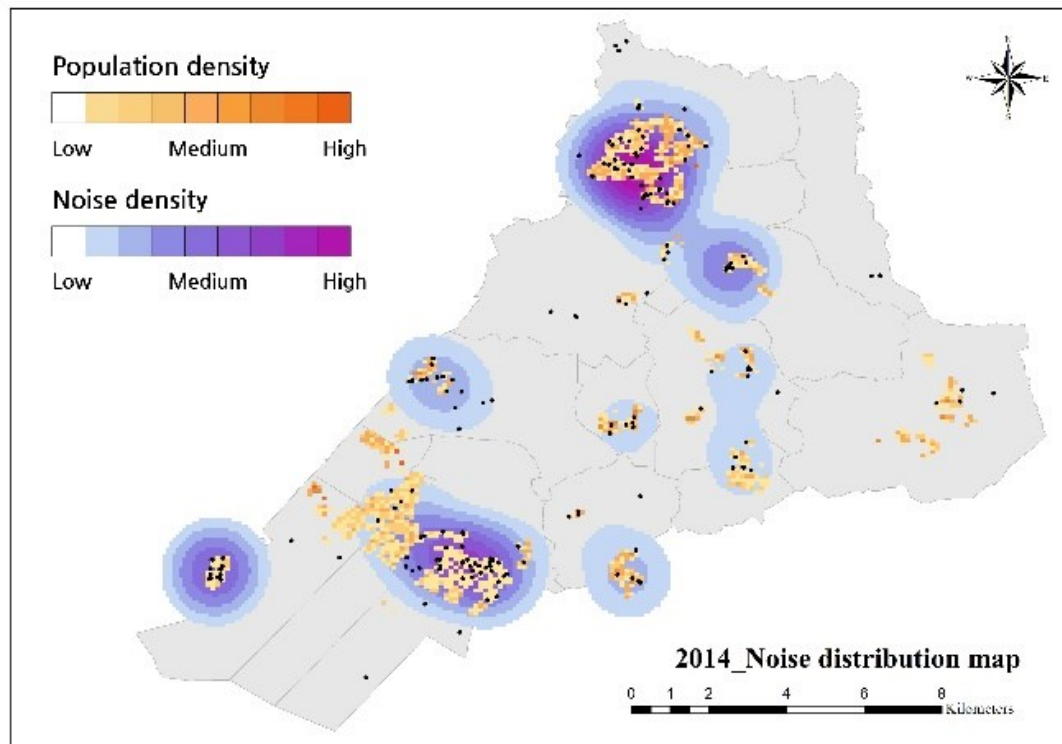 Population density
Low Medium High
Noise density
Low Medium High
N
W E
S
2014_Noise distribution map
0 1 2 4 6 8
Kilometers